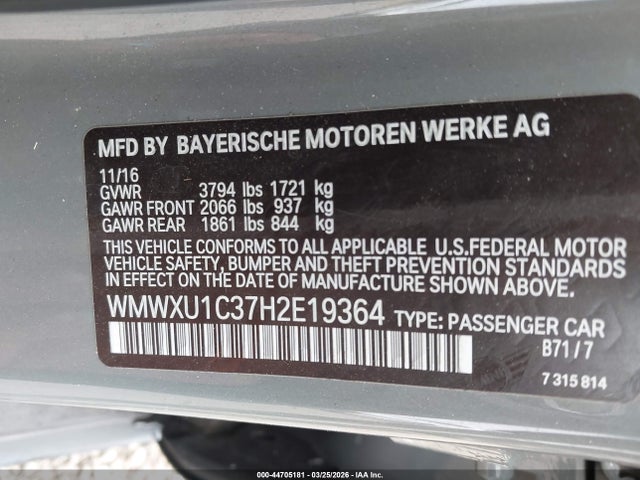 MFD BY BAYERISCHE MOTOREN WERKE AG
11/16
GVWR 3794 lbs 1721 kg
GAWR FRONT 2066 lbs 937 kg
GAWR REAR 1861 lbs 844 kg
THIS VEHICLE CONFORMS TO ALL APPLICABLE U.S.FEDERAL MOTOR
VEHICLE SAFETY, BUMPER AND THEFT PREVENTION STANDARDS
IN EFFECT ON THE DATE OF MANUFACTURE SHOWN ABOVE.
WMWXU1C37H2E19364 TYPE: PASSENGER CAR
B71/7
7 315 814
000-44705181 - 03/25/2026 - IAA Inc.